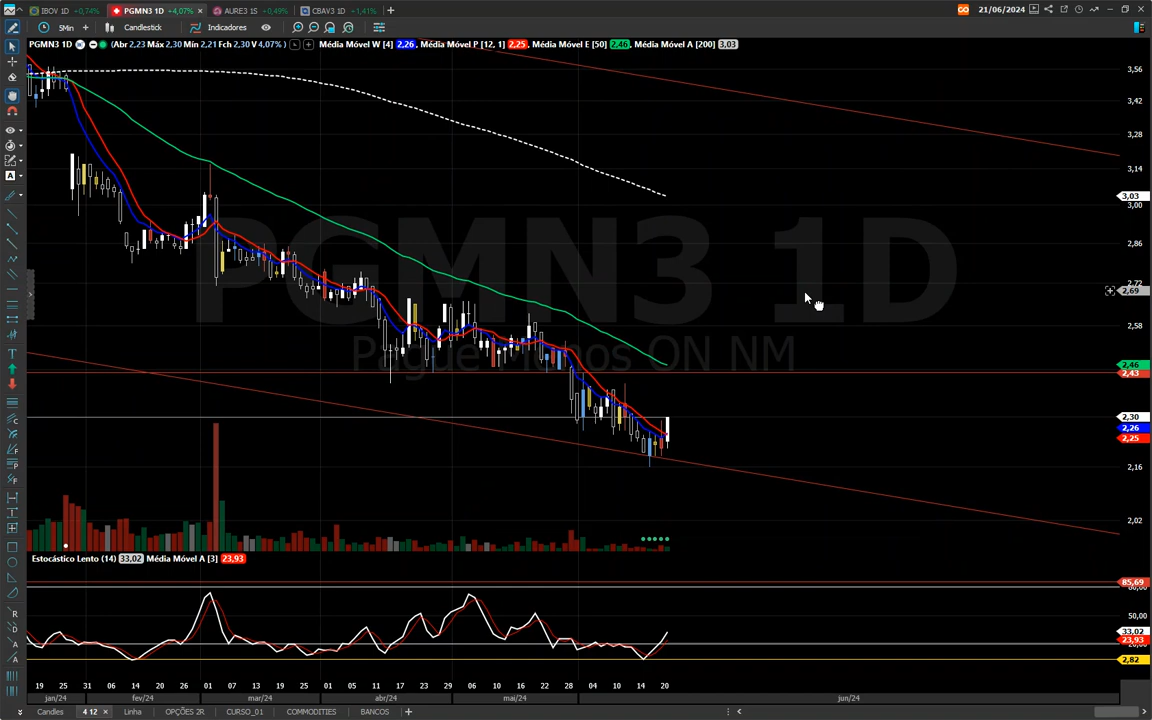 IBOV 1D +0,74%
PGMN3 1D +4,07% ×
AURE3 1S +0,49%
CBAV3 1D +1,41%
21/06/2024
5Min
Candlestick
Indicadores
PGMN3 1D
(Abr 2,23 Máx 2,30 Min 2,21 Fch 2,30 V 4,07% )
Média Móvel W [4] 2,26, Média Móvel P [12, 1] 2,25, Média Móvel E [50] 2,46, Média Móvel A [200] 3,03
PGMN3 1D
Pague Menos ON NM
3,56
3,42
3,28
3,14
3,03
3,00
2,86
2,72
2,69
2,58
2,46
2,43
2,30
2,26
2,25
2,16
2,02
Estocástico Lento (14) 33,02 Média Móvel A [3] 23,93
85,69
80,00
50,00
33,02
23,93
20,00
2,82
19 25 31 06 14 20 26 01 07 13 19 25 01 05 11 17 23 29 06 10 16 22 28 04 10 14 20
jan/24 fev/24 mar/24 abr/24 mai/24 jun/24
Candles
4 12 ×
Linha
OPÇÕES 2R
CURSO_01
COMMODITIES
BANCOS